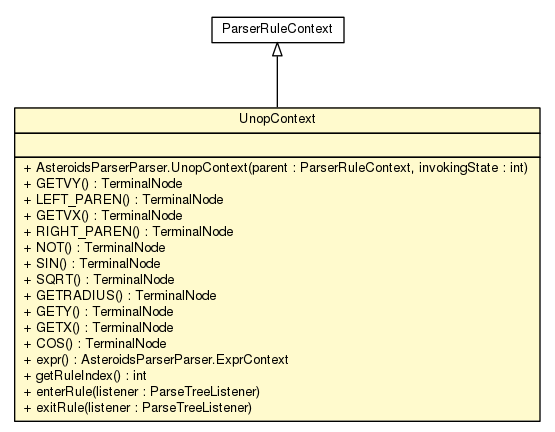 ParserRuleContext
UnopContext
+ AsteroidsParserParser.UnopContext(parent : ParserRuleContext, invokingState : int)
+ GETVY() : TerminalNode
+ LEFT_PAREN() : TerminalNode
+ GETVX() : TerminalNode
+ RIGHT_PAREN() : TerminalNode
+ NOT() : TerminalNode
+ SIN() : TerminalNode
+ SQRT() : TerminalNode
+ GETRADIUS() : TerminalNode
+ GETY() : TerminalNode
+ GETX() : TerminalNode
+ COS() : TerminalNode
+ expr() : AsteroidsParserParser.ExprContext
+ getRuleIndex() : int
+ enterRule(listener : ParseTreeListener)
+ exitRule(listener : ParseTreeListener)